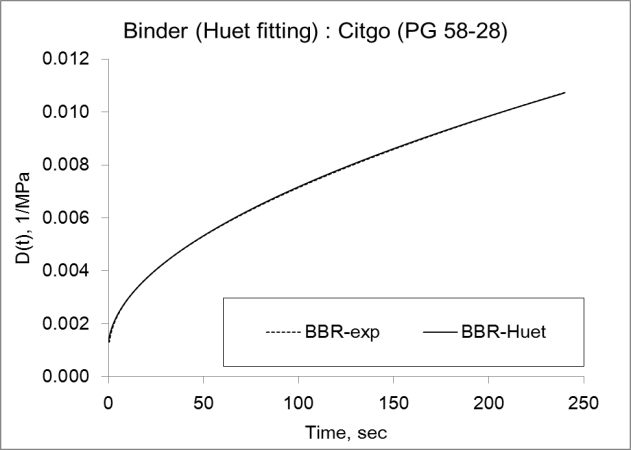 Binder (Huet fitting) : Citgo (PG 58-28)
0.012
0.010
0.008
0.006
0.004
0.002
0.000
D(t), 1/MPa
BBR-exp BBR-Huet
0 50 100 150 200 250
Time, sec